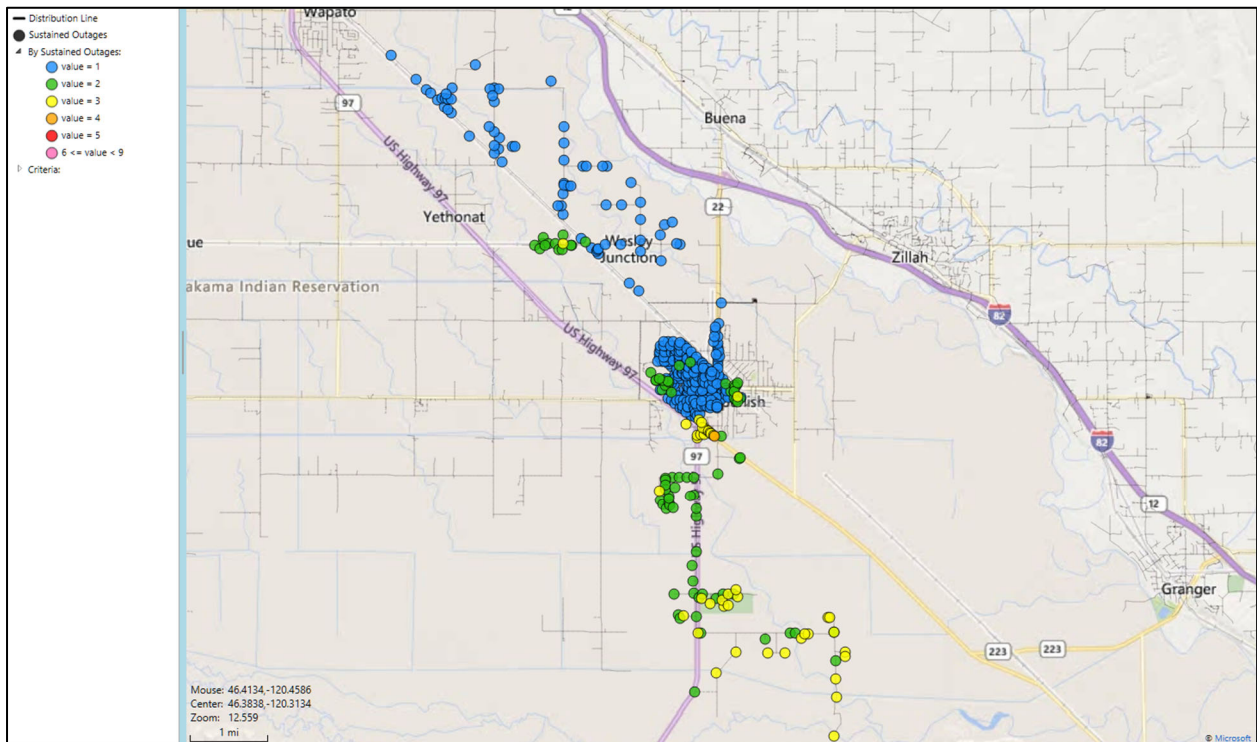 Distribution Line
Sustained Outages
By Sustained Outages:
value = 1
value = 2
value = 3
value = 4
value = 5
6 <= value < 9
Criteria:
Wapato
12
97
Buena
US Highway 97
22
Yethonat
ue
Junction
Zillah
akama Indian Reservation
82
US Highway 97
82
97
12
Granger
223
223
Mouse: 46.4134,-120.4586
Center: 46.3838,-120.3134
Zoom: 12.559
1 mi
© Microsoft